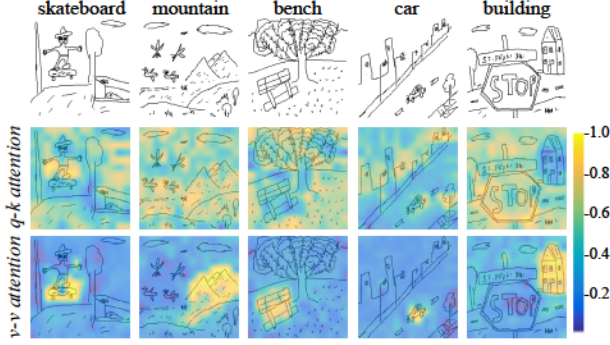 skateboard mountain bench car building
STOP
q-k attention
1.0
0.8
0.6
0.4
0.2
v-v attention
STOP
STOP